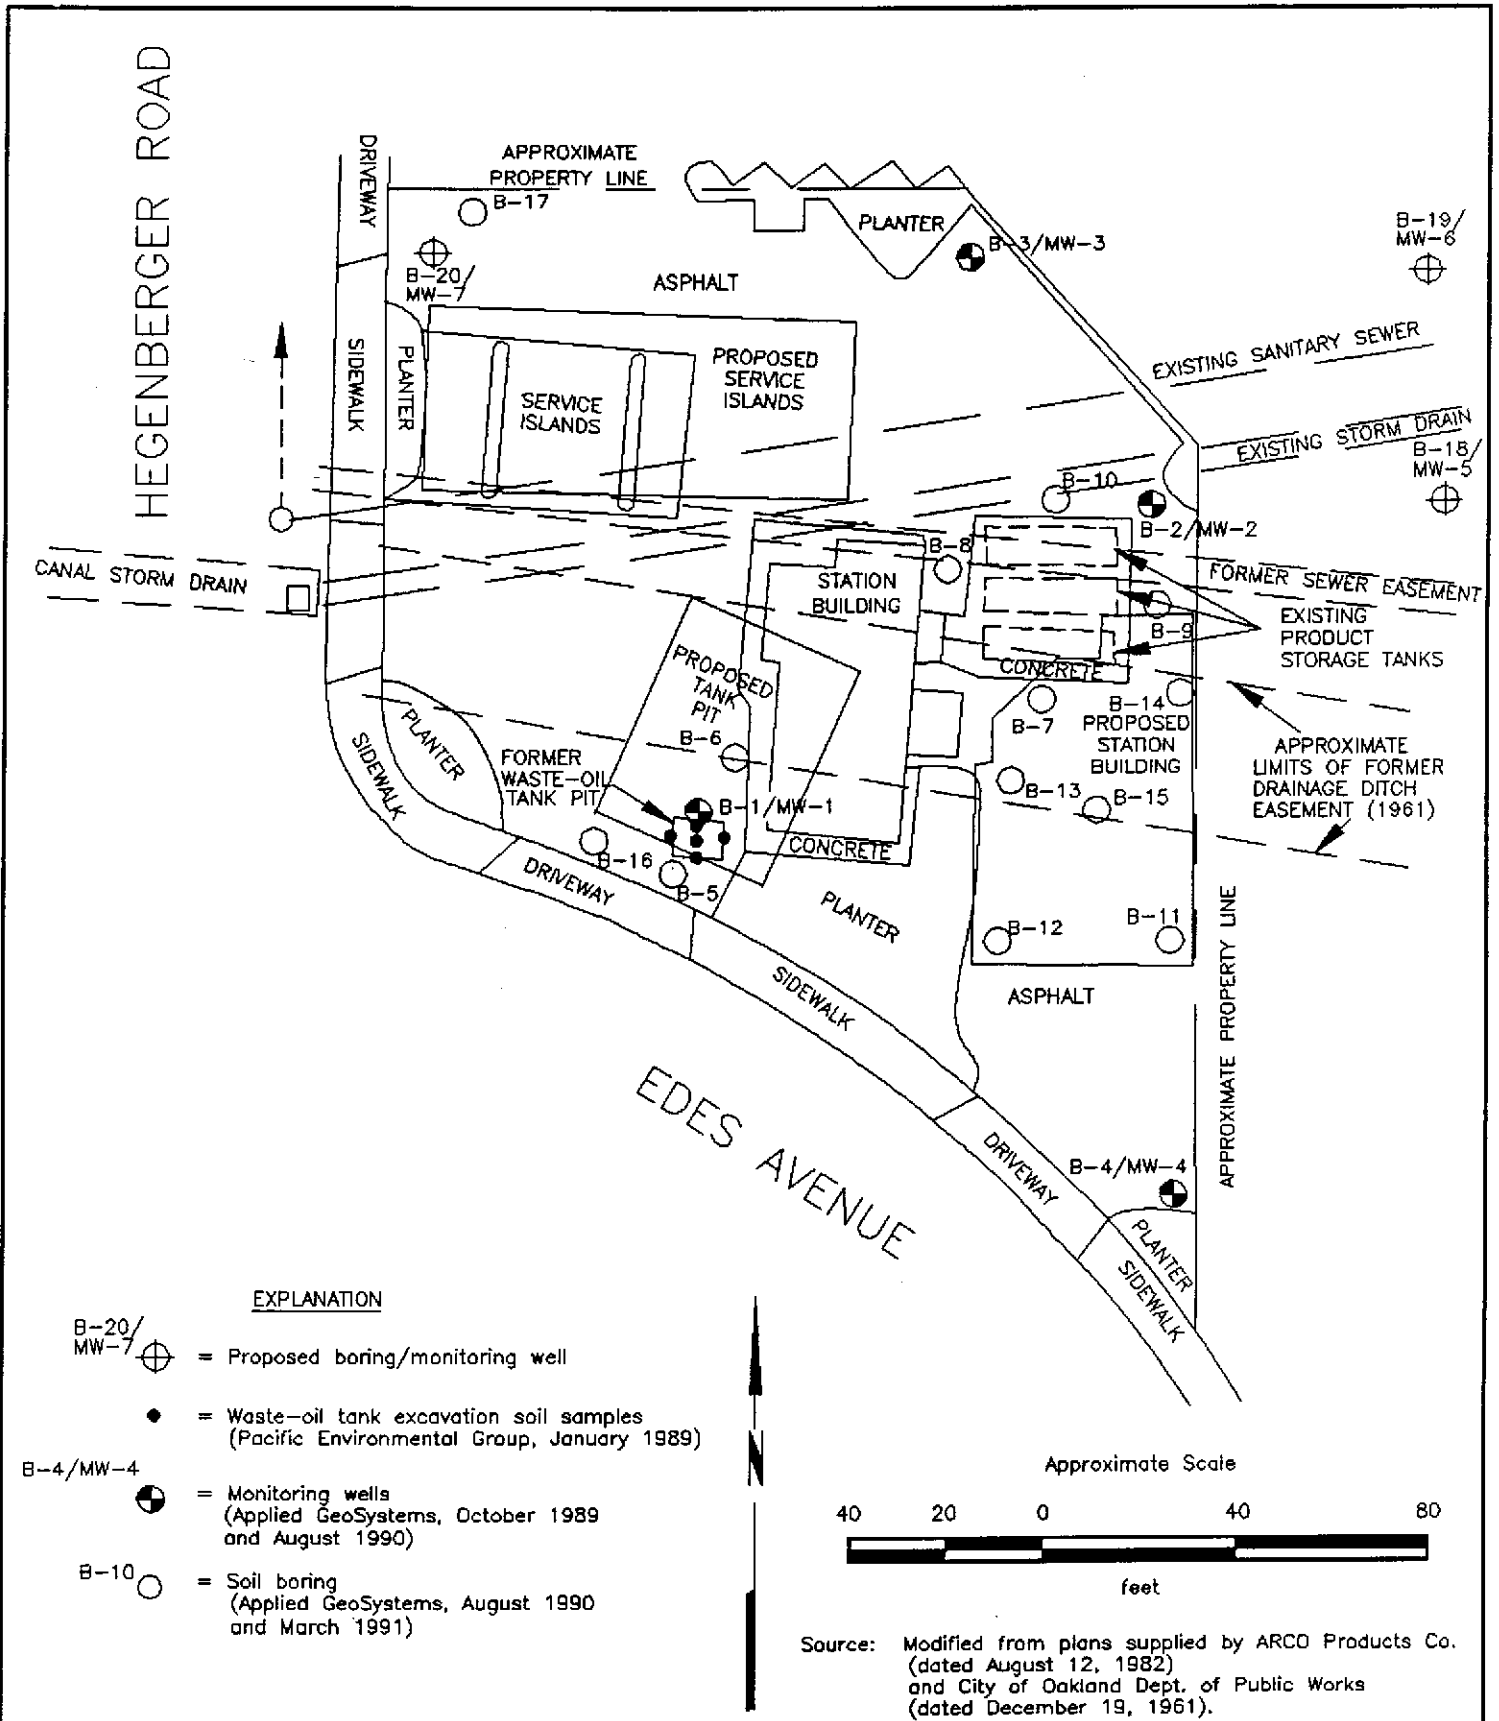 HEGENBERGER ROAD
DRIVEWAY
APPROXIMATE
PROPERTY LINE
B-17
PLANTER
B-3/MW-3
B-19/
MW-6
B-20/
MW-7
ASPHALT
SIDEWALK
PLANTER
SERVICE
ISLANDS
PROPOSED
SERVICE
ISLANDS
EXISTING SANITARY SEWER
EXISTING STORM DRAIN
B-18/
MW-5
B-10
B-2/MW-2
B-8
CANAL STORM DRAIN
STATION
BUILDING
FORMER SEWER EASEMENT
B-9
EXISTING
PRODUCT
STORAGE TANKS
CONCRETE
PROPOSED
TANK
PIT
B-7
B-14
PROPOSED
STATION
BUILDING
PLANTER
SIDEWALK
B-6
FORMER
WASTE-OIL
TANK PIT
B-1/MW-1
B-13
B-15
APPROXIMATE
LIMITS OF FORMER
DRAINAGE DITCH
EASEMENT (1961)
B-16
CONCRETE
DRIVEWAY
B-5
PLANTER
B-12
B-11
APPROXIMATE PROPERTY LINE
SIDEWALK
ASPHALT
EDES AVENUE
DRIVEWAY
B-4/MW-4
PLANTER
SIDEWALK
EXPLANATION
B-20/
MW-7
= Proposed boring/monitoring well
= Waste-oil tank excavation soil samples
(Pacific Environmental Group, January 1989)
B-4/MW-4
= Monitoring wells
(Applied GeoSystems, October 1989
and August 1990)
B-10
= Soil boring
(Applied GeoSystems, August 1990
and March 1991)
N
Approximate Scale
40 20 0 40 80
feet
Source: Modified from plans supplied by ARCO Products Co.
(dated August 12, 1982)
and City of Oakland Dept. of Public Works
(dated December 19, 1961).